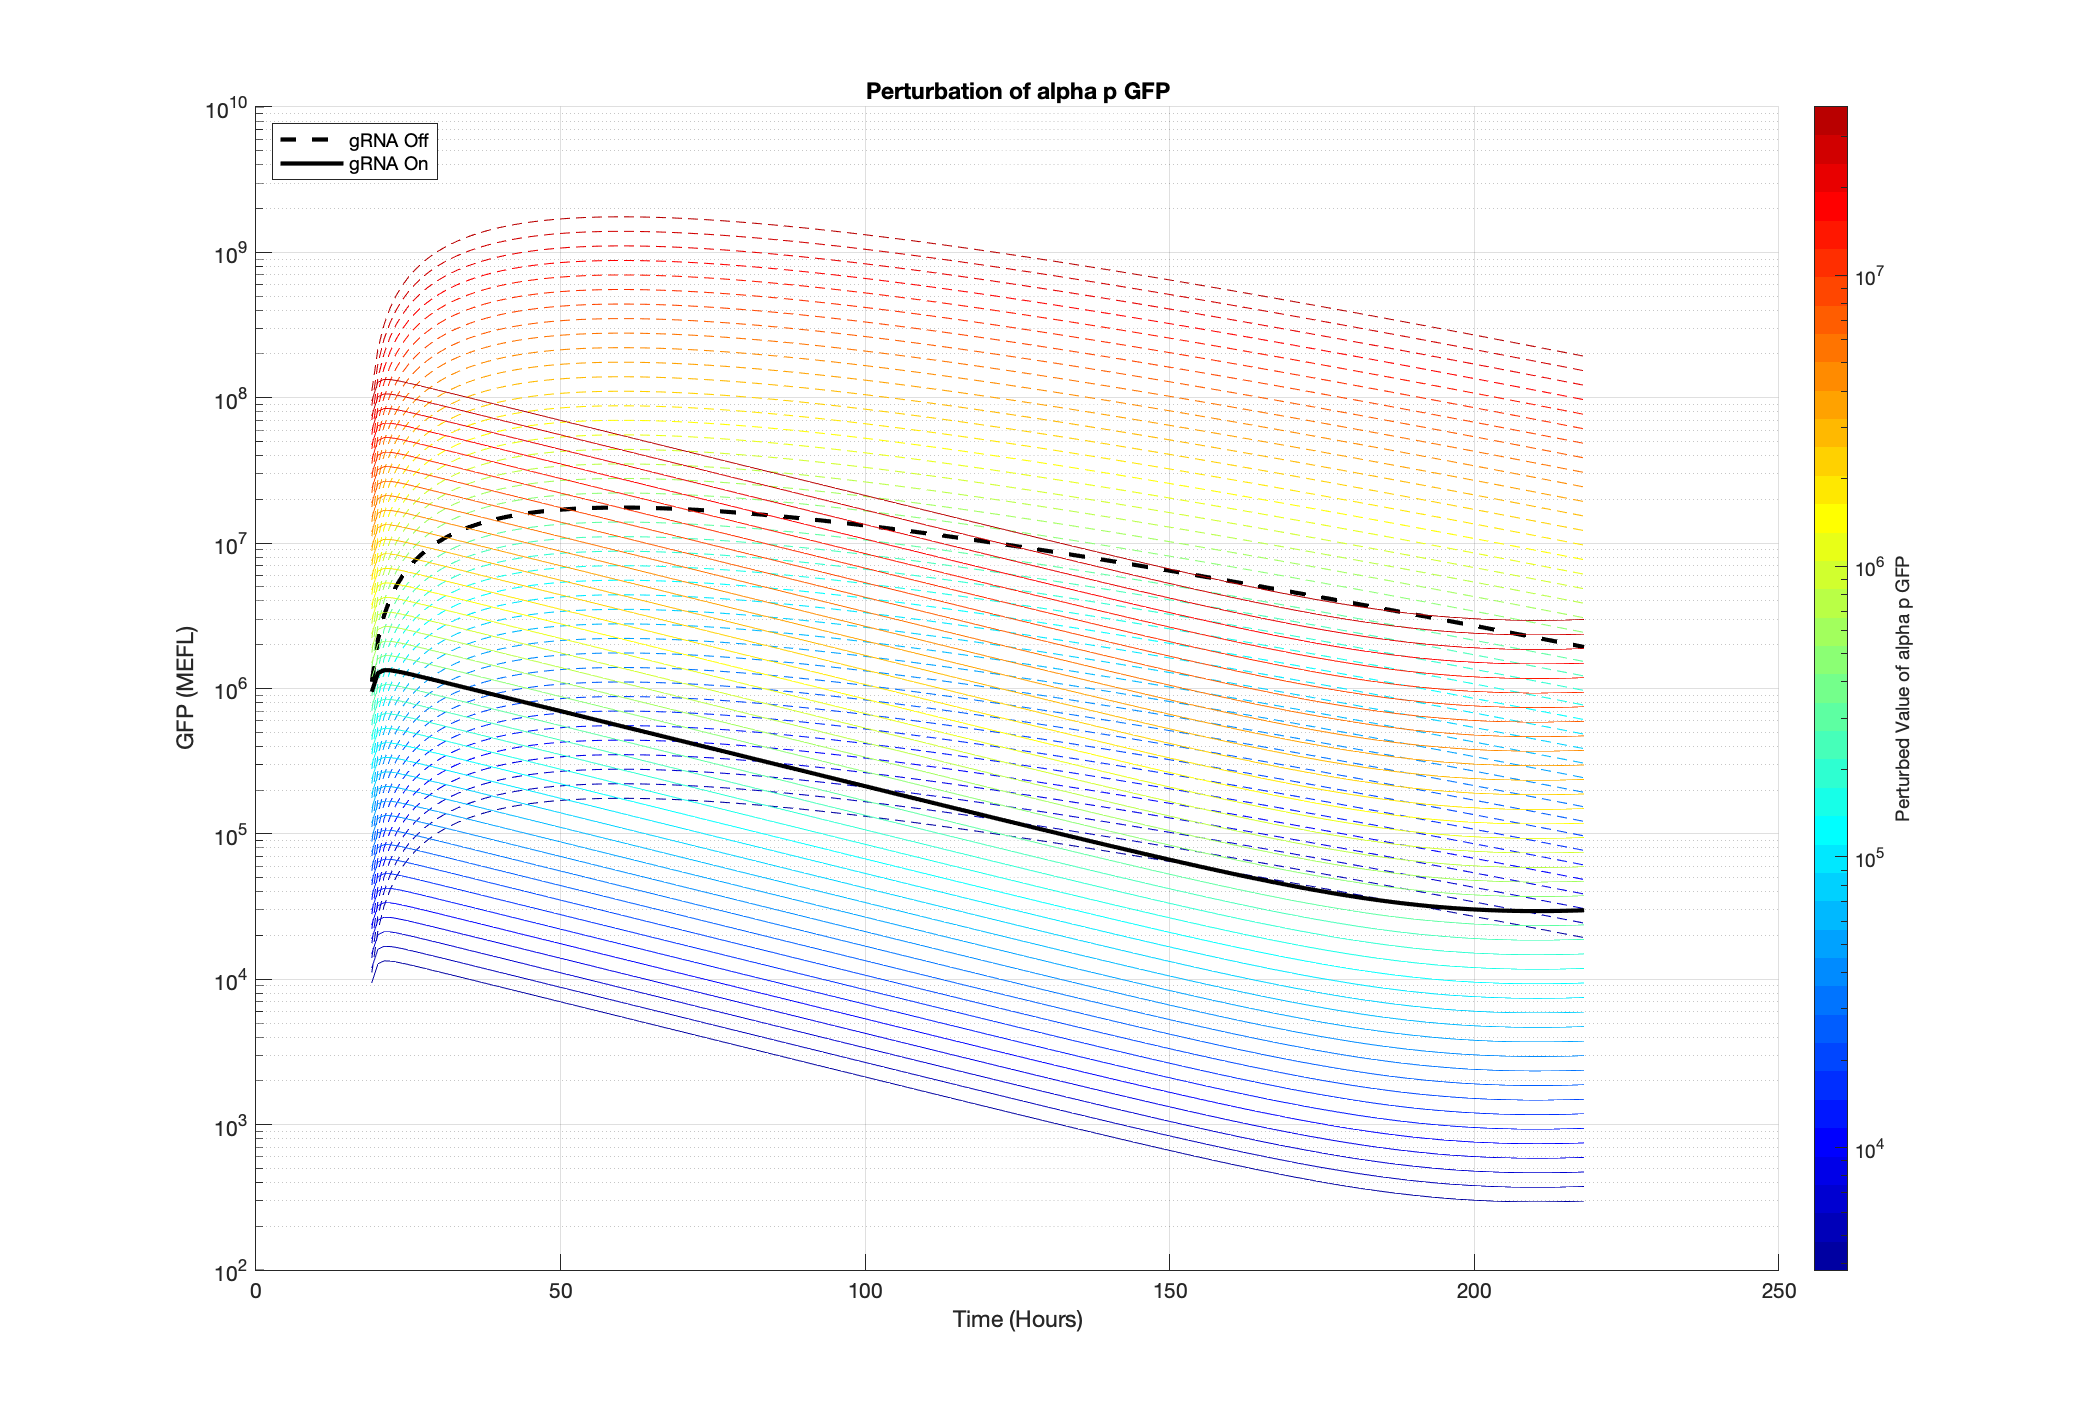 Perturbation of alpha p GFP
gRNA Off
gRNA On
10^10
10^9
10^8
10^7
10^6
10^5
10^4
10^3
10^2
GFP (MEFL)
0 50 100 150 200 250
Time (Hours)
10^7
10^6
10^5
10^4
Perturbed Value of alpha p GFP